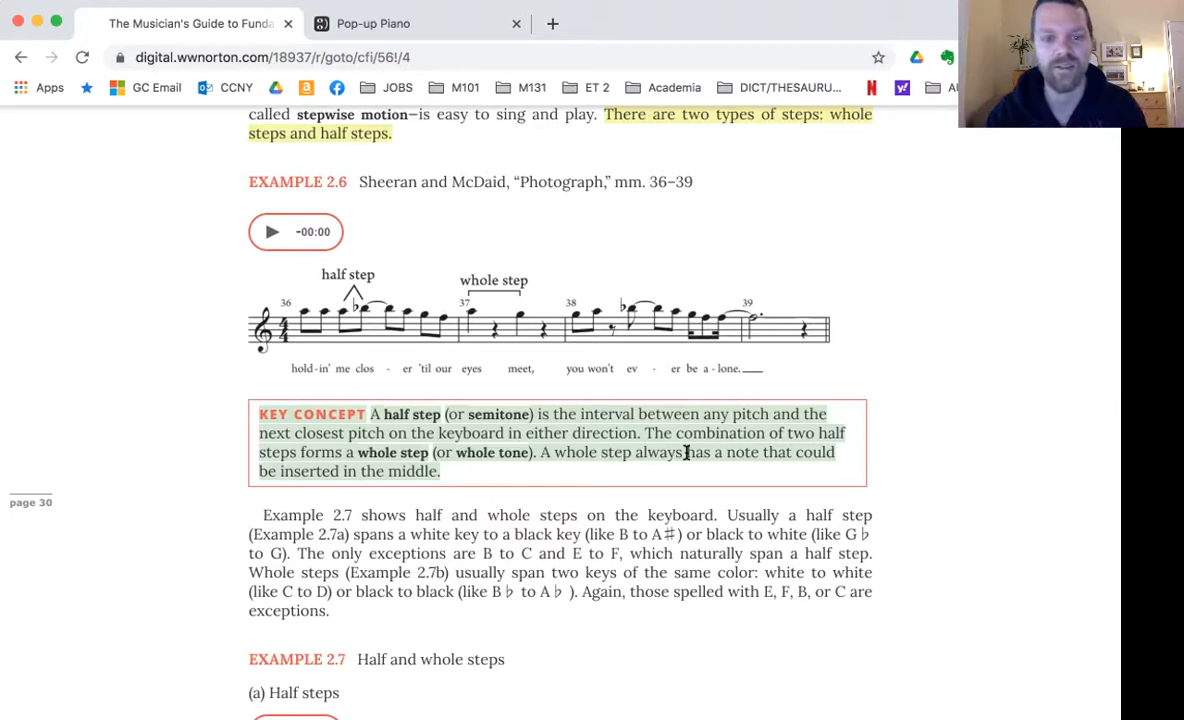 The Musician's Guide to Funda
Pop-up Piano
digital.wwnorton.com/18937/r/goto/cfi/56!/4
Apps
GC Email
CCNY
JOBS
M101
M131
ET 2
Academia
DICT/THESAURU...
called stepwise motion—is easy to sing and play. There are two types of steps: whole
steps and half steps.
EXAMPLE 2.6 Sheeran and McDaid, “Photograph,” mm. 36–39
-00:00
half step
whole step
36
37
38
39
hold-in' me clos - er 'til our eyes meet, you won't ev - er be a-lone.
KEY CONCEPT A half step (or semitone) is the interval between any pitch and the
next closest pitch on the keyboard in either direction. The combination of two half
steps forms a whole step (or whole tone). A whole step always has a note that could
be inserted in the middle.
page 30
Example 2.7 shows half and whole steps on the keyboard. Usually a half step
(Example 2.7a) spans a white key to a black key (like B to A♯) or black to white (like G♭
to G). The only exceptions are B to C and E to F, which naturally span a half step.
Whole steps (Example 2.7b) usually span two keys of the same color: white to white
(like C to D) or black to black (like B♭ to A♭ ). Again, those spelled with E, F, B, or C are
exceptions.
EXAMPLE 2.7 Half and whole steps
(a) Half steps